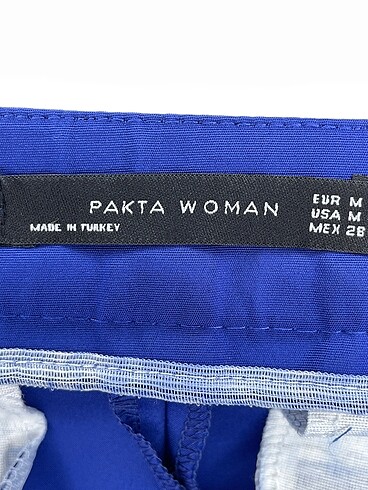 PAKTA WOMAN
MADE IN TURKEY
EUR M
USA M
MEX 28